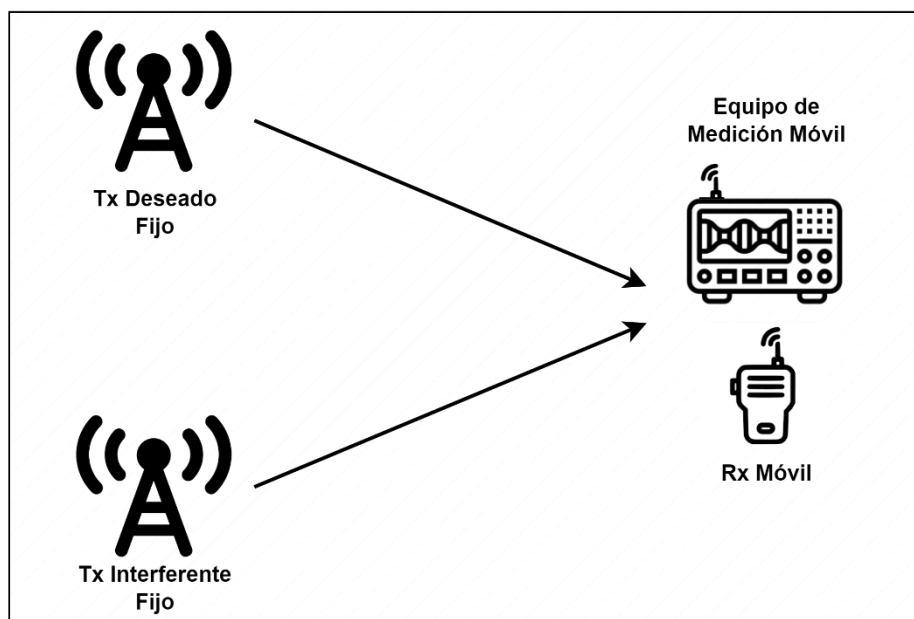 Tx Deseado
Fijo
Equipo de
Medición Móvil
Rx Móvil
Tx Interferente
Fijo